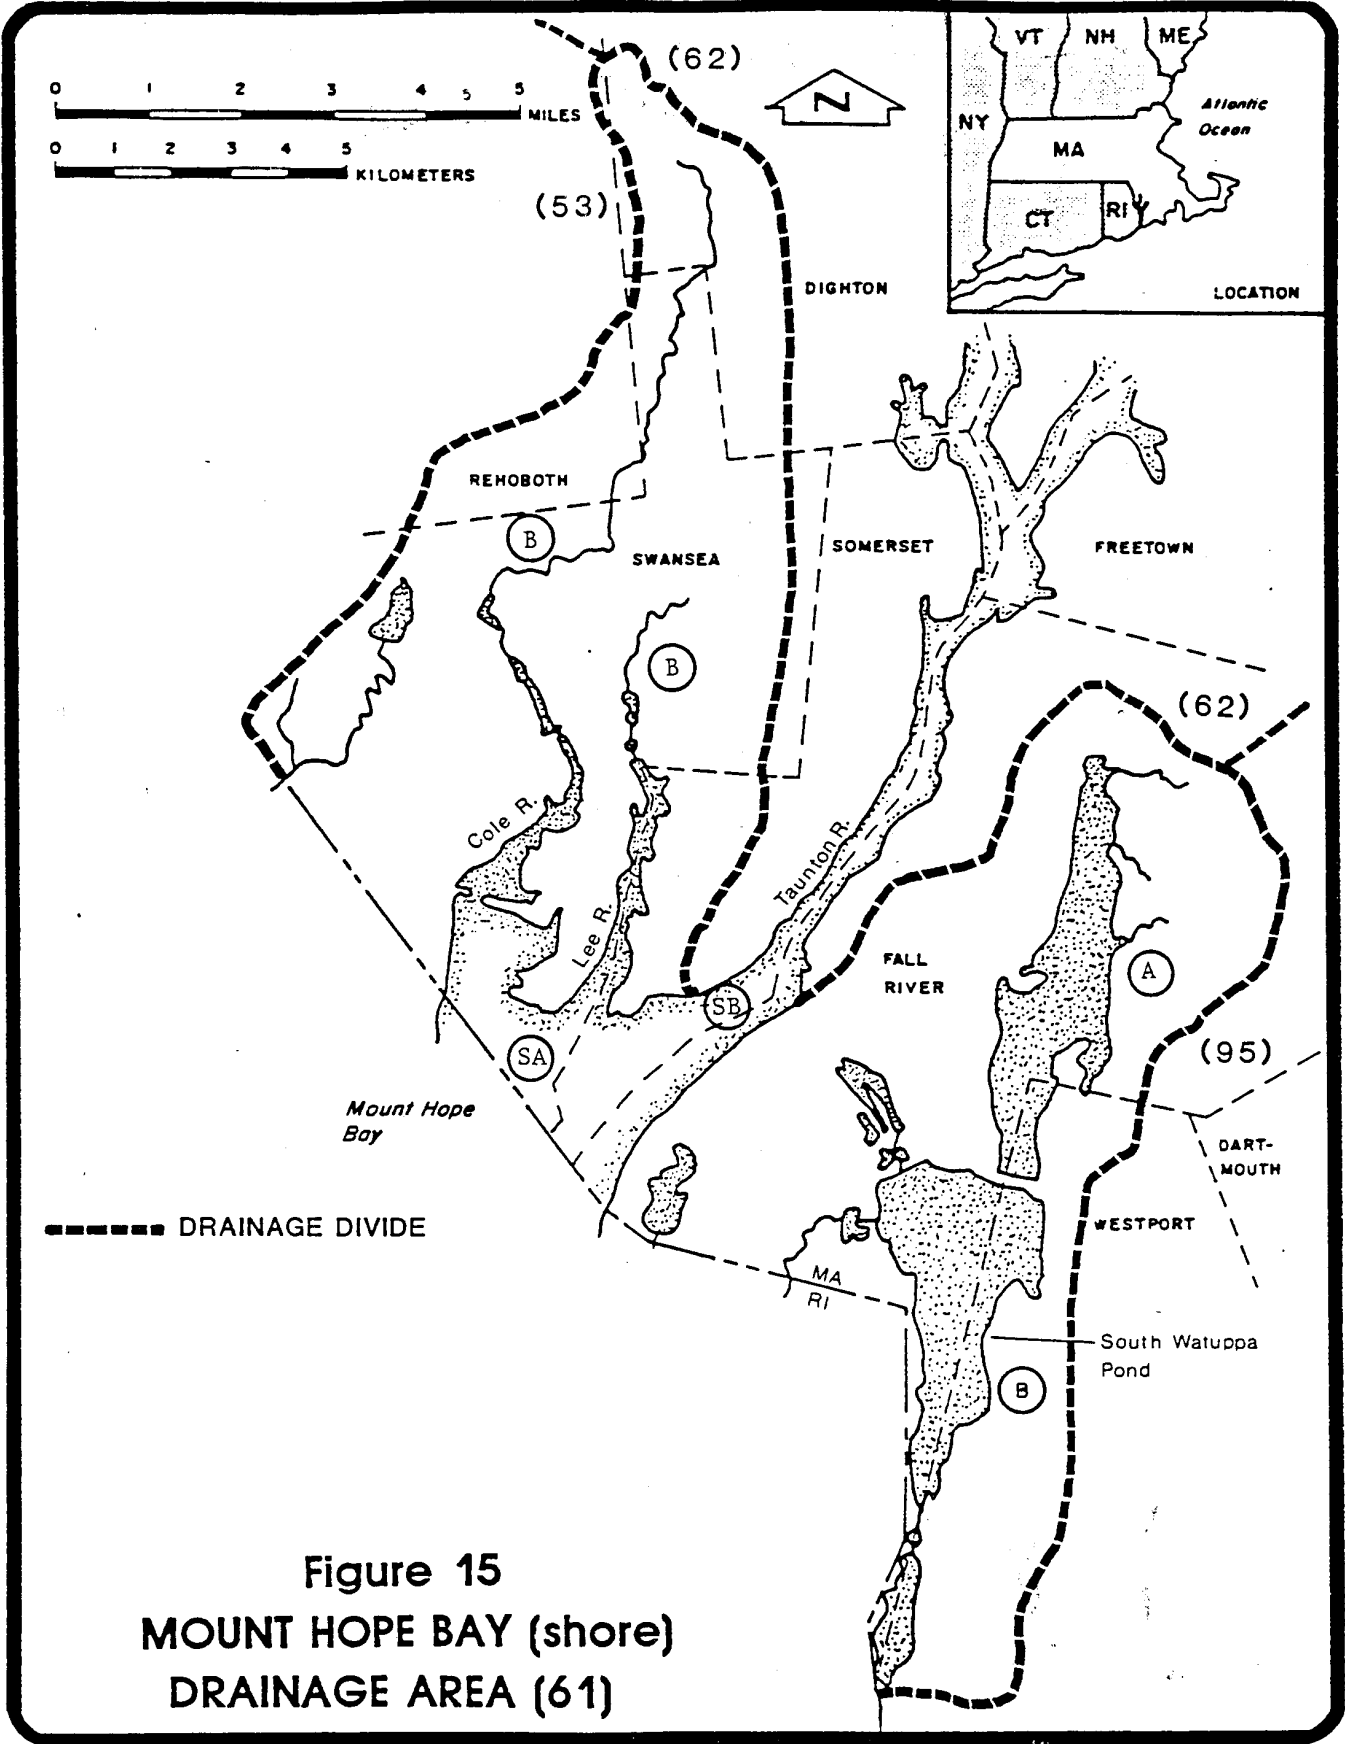 (62)
0 1 2 3 4 5 5 MILES
0 1 2 3 4 5 KILOMETERS
N
VT NH ME
NY
Atlantic
Ocean
MA
CT RI
LOCATION
(53)
DIGHTON
REHOBOTH
B
SWANSEA
SOMERSET
FREETOWN
B
(62)
Cole R.
Lee R.
Taunton R.
FALL
RIVER
A
SB
SA
(95)
Mount Hope
Bay
DART-
MOUTH
WESTPORT
DRAINAGE DIVIDE
MA
RI
South Watuppa
Pond
B
Figure 15
MOUNT HOPE BAY (shore)
DRAINAGE AREA (61)